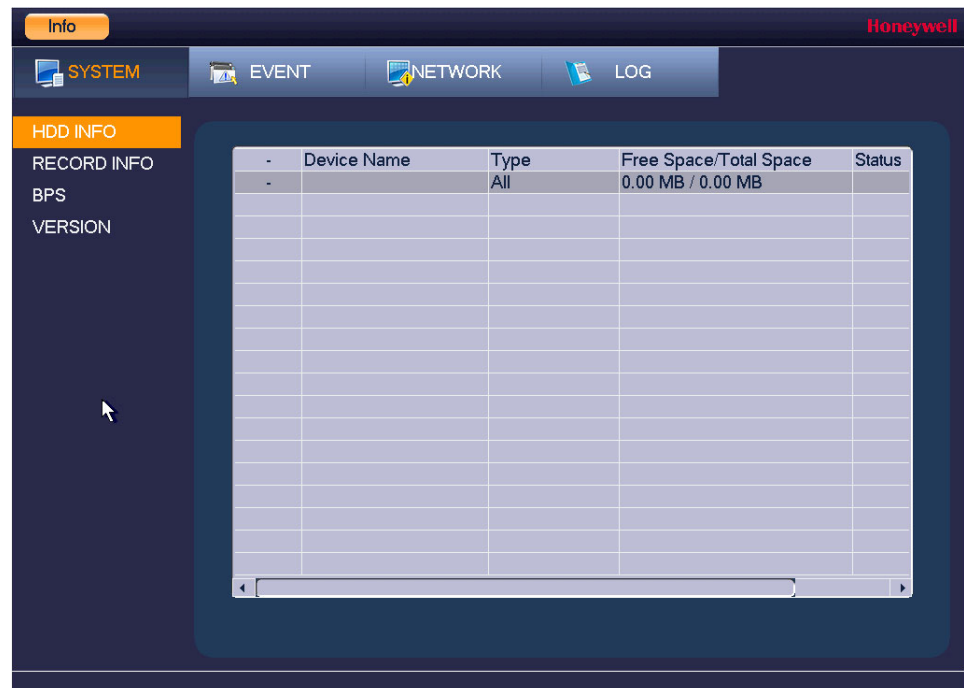 Info Honeywell
SYSTEM EVENT NETWORK LOG
HDD INFO
RECORD INFO
BPS
VERSION
- Device Name Type Free Space/Total Space Status
- All 0.00 MB / 0.00 MB